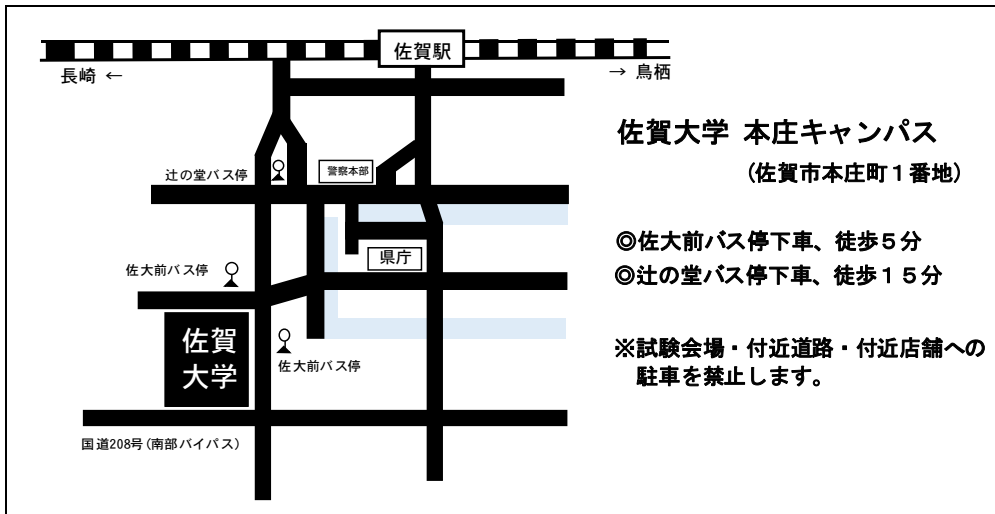 佐賀駅
長崎 ←
→ 鳥栖
佐賀大学 本庄キャンパス
(佐賀市本庄町１番地)
辻の堂バス停
警察本部
◎佐大前バス停下車、徒歩５分
県庁
佐大前バス停
◎辻の堂バス停下車、徒歩１５分
佐賀
大学
佐大前バス停
※試験会場・付近道路・付近店舗への
駐車を禁止します。
国道208号(南部バイパス)